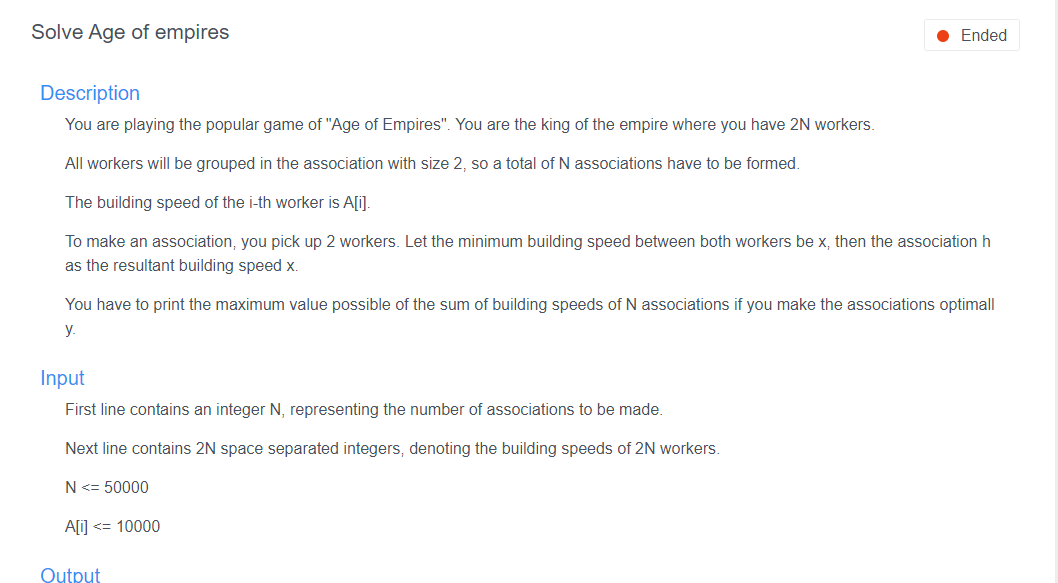 Solve Age of empires
Ended
Description
You are playing the popular game of "Age of Empires". You are the king of the empire where you have 2N workers.
All workers will be grouped in the association with size 2, so a total of N associations have to be formed.
The building speed of the i-th worker is A[i].
To make an association, you pick up 2 workers. Let the minimum building speed between both workers be x, then the association h
as the resultant building speed x.
You have to print the maximum value possible of the sum of building speeds of N associations if you make the associations optimall
y.
Input
First line contains an integer N, representing the number of associations to be made.
Next line contains 2N space separated integers, denoting the building speeds of 2N workers.
N <= 50000
A[i] <= 10000
Output